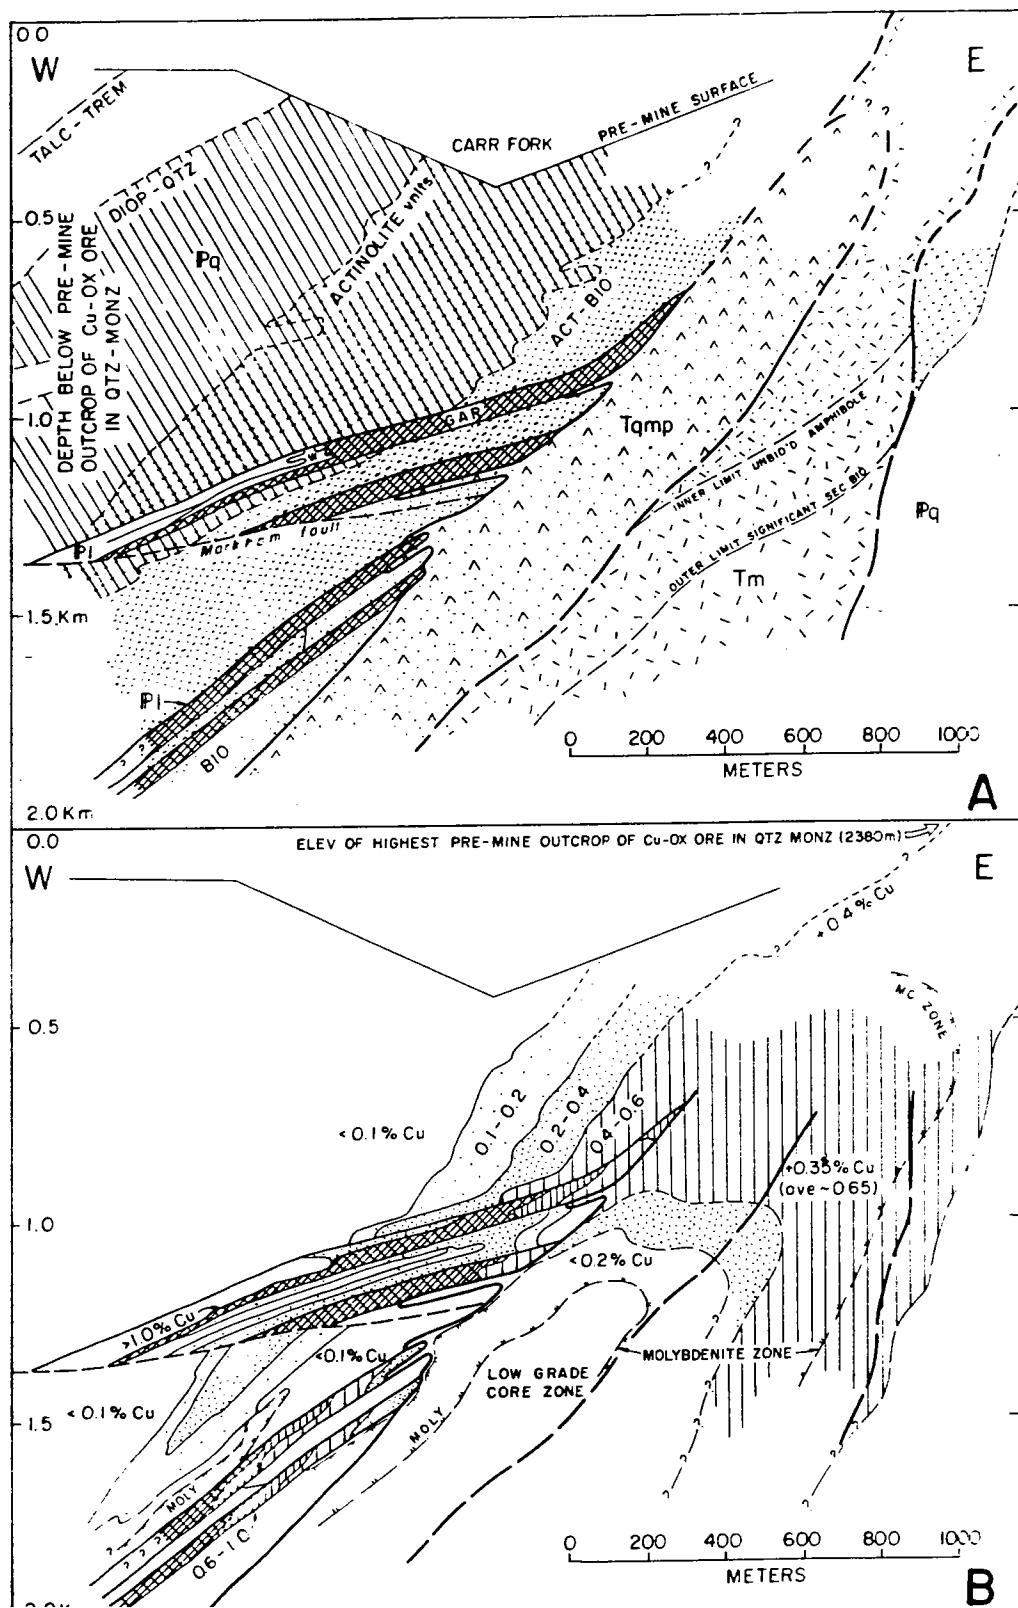 0.0
W
E
TALC - TREM
DIOP - QTZ
ACTINOLITE units
CARR FORK
PRE-MINE SURFACE
0.5
DEPTH BELOW PRE-MINE
OUTCROP OF Cu-OX ORE
IN QTZ-MONZ
Pq
ACT-BIO
1.0
GAR
W
Tqmp
INNER LIMIT UNBIO'D AMPHIBOLE
OUTER LIMIT SIGNIFICANT SEC BIO
Pq
Pl
Markham fault
Tm
1.5 Km
Pl
BIO
0 200 400 600 800 1000
METERS
A
2.0 Km
0.0
ELEV OF HIGHEST PRE-MINE OUTCROP OF Cu-OX ORE IN QTZ MONZ (2380m)
W
E
+0.4% Cu
MC ZONE
0.5
0.1-0.2
0.2-0.4
0.4-0.6
<0.1% Cu
+0.35% Cu
(ave ~0.65)
1.0
<0.2% Cu
>1.0% Cu
<0.1% Cu
MOLYBDENITE ZONE
LOW GRADE
CORE ZONE
<0.1% Cu
MOLY
1.5
MOLY
0.6-1.0
0 200 400 600 800 1000
METERS
B